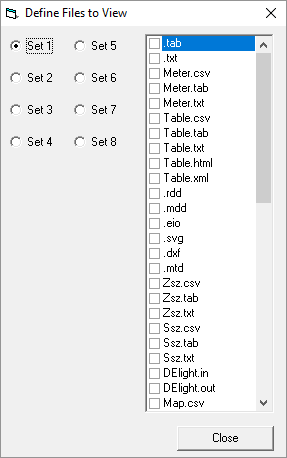 Define Files to View
Set 1 Set 5
Set 2 Set 6
Set 3 Set 7
Set 4 Set 8
.tab
.txt
Meter.csv
Meter.tab
Meter.txt
Table.csv
Table.tab
Table.txt
Table.html
Table.xml
.rdd
.mdd
.eio
.svg
.dxf
.mtd
Zsz.csv
Zsz.tab
Zsz.txt
Ssz.csv
Ssz.tab
Ssz.txt
DElight.in
DElight.out
Map.csv
Close